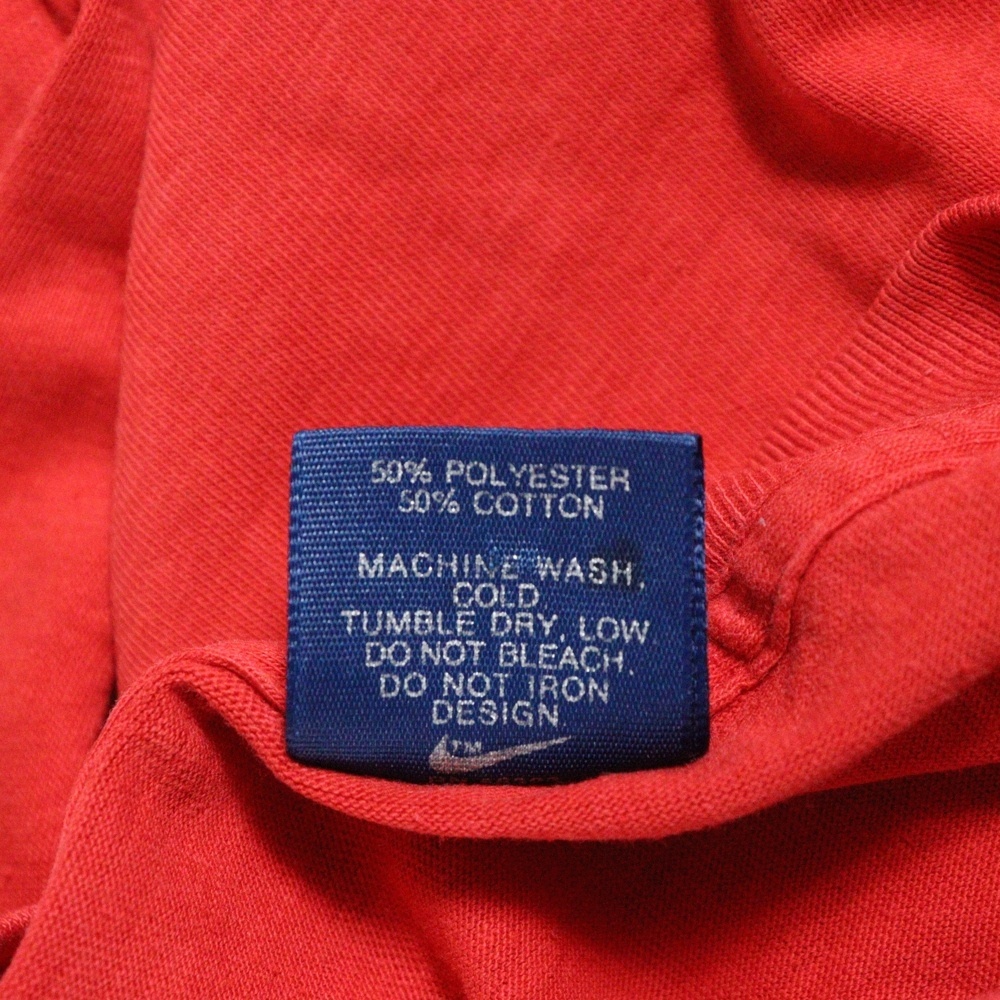 50% POLYESTER
50% COTTON
MACHINE WASH,
COLD
TUMBLE DRY, LOW
DO NOT BLEACH,
DO NOT IRON
DESIGN.
TM